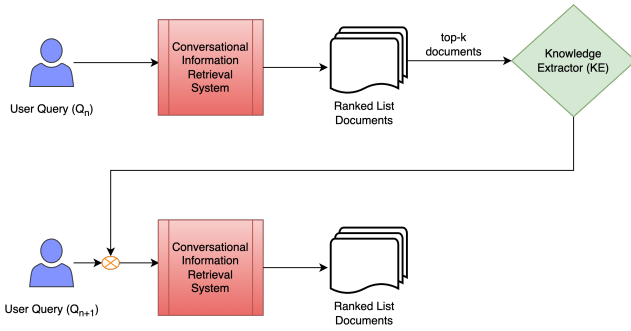 Conversational
Information
Retrieval
System
top-k
documents
Knowledge
Extractor (KE)
User Query (Qn)
Ranked List
Documents
Conversational
Information
Retrieval
System
User Query (Qn+1)
Ranked List
Documents